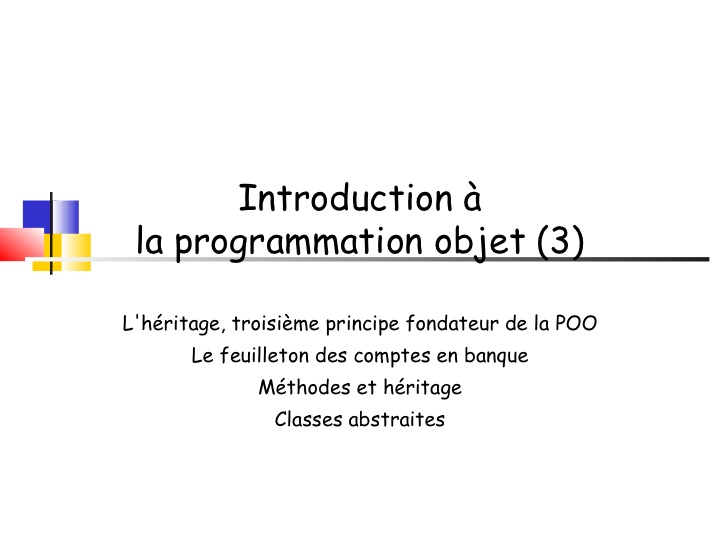 Introduction à
la programmation objet (3)
L'héritage, troisième principe fondateur de la POO
Le feuilleton des comptes en banque
Méthodes et héritage
Classes abstraites